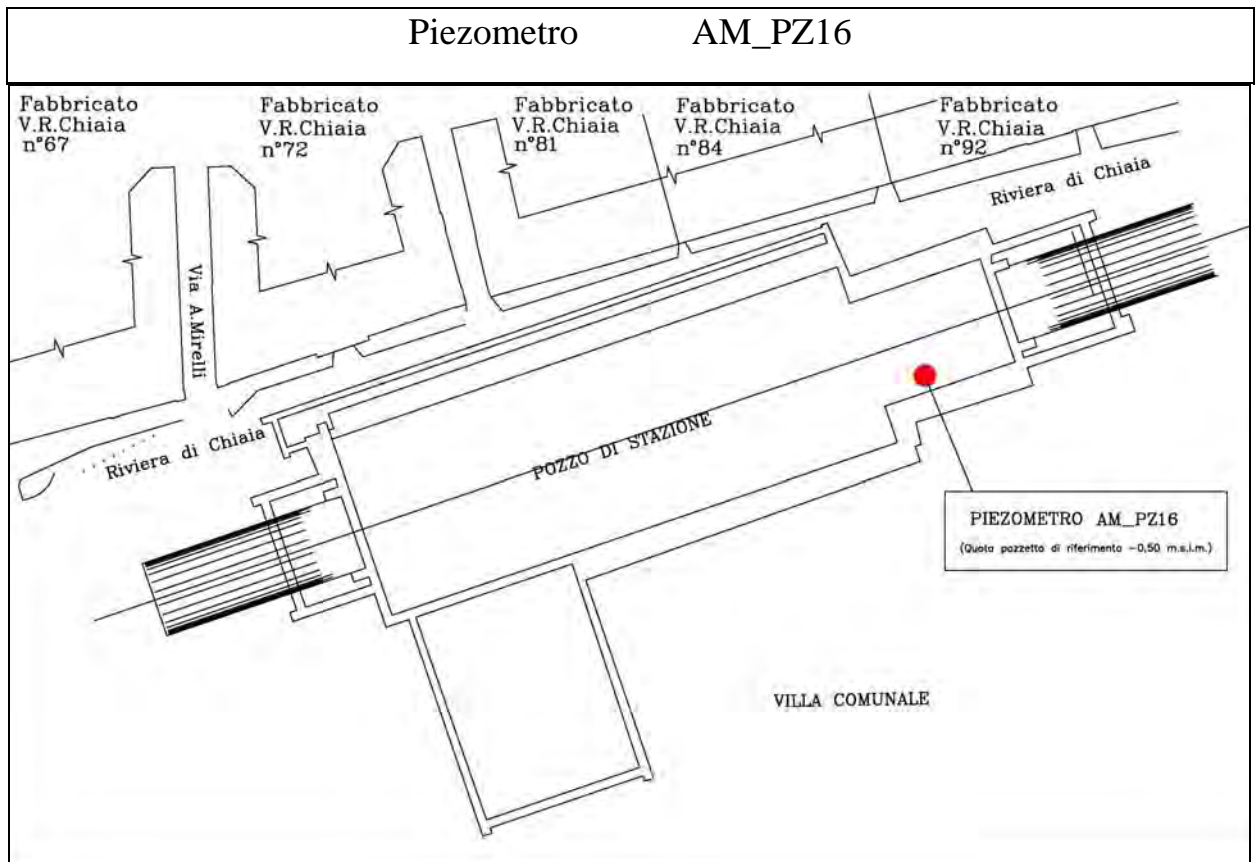 Piezometro AM_PZ16
Fabbricato
V.R.Chiaia
n°67
Fabbricato
V.R.Chiaia
n°72
Fabbricato
V.R.Chiaia
n°81
Fabbricato
V.R.Chiaia
n°84
Fabbricato
V.R.Chiaia
n°92
Riviera di Chiaia
Via A.Mirelli
Riviera di Chiaia
POZZO DI STAZIONE
PIEZOMETRO AM_PZ16
(Quota pozzetto di riferimento -0,50 m.s.l.m.)
VILLA COMUNALE